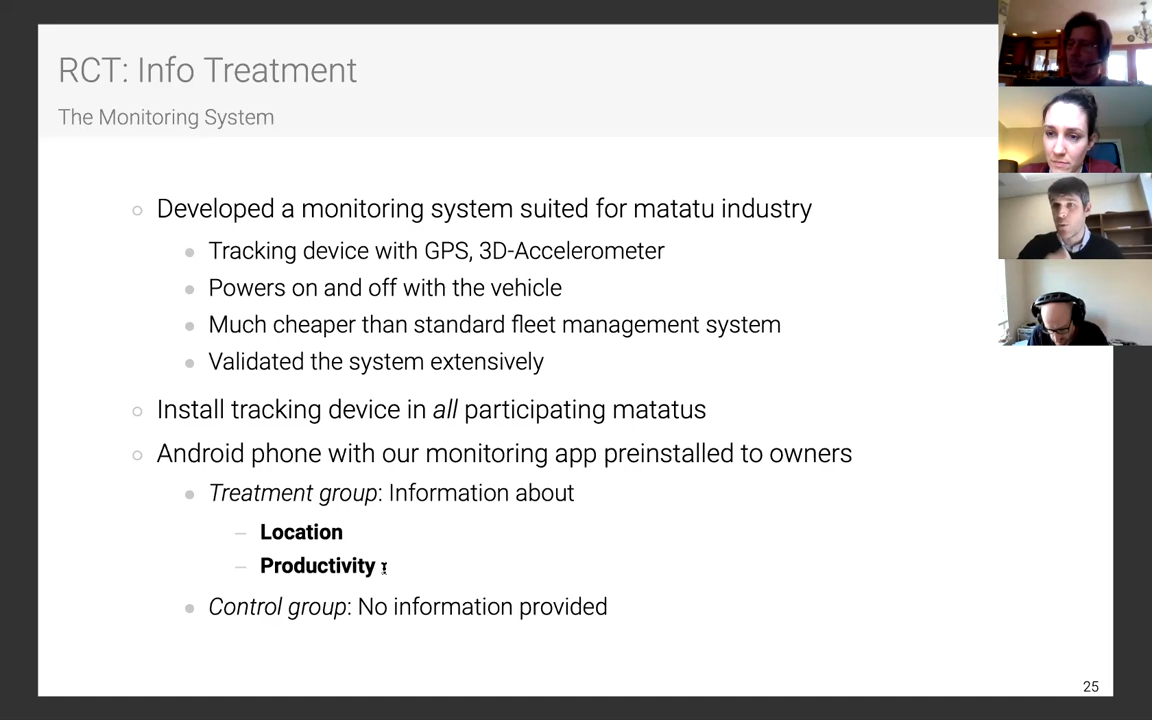 RCT: Info Treatment
The Monitoring System
Developed a monitoring system suited for matatu industry
Tracking device with GPS, 3D-Accelerometer
Powers on and off with the vehicle
Much cheaper than standard fleet management system
Validated the system extensively
Install tracking device in all participating matatus
Android phone with our monitoring app preinstalled to owners
Treatment group: Information about
– Location
– Productivity
Control group: No information provided
25